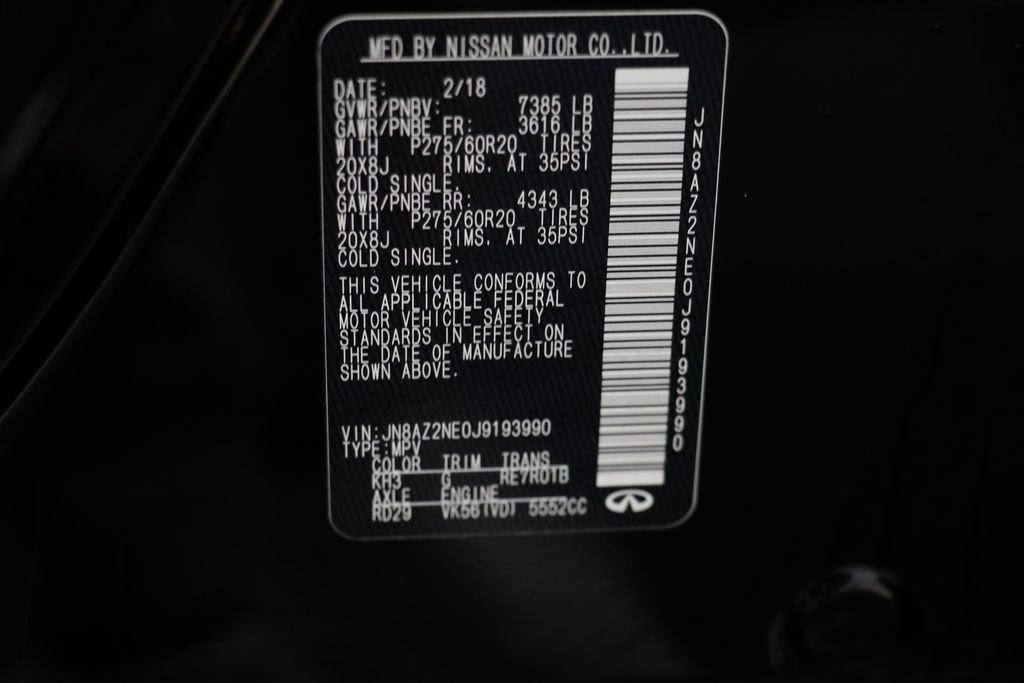 MFD BY NISSAN MOTOR CO.,LTD.
DATE: 2/18
GVWR/PNBV: 7385 LB
GAWR/PNBE FR: 3616 LB
WITH P275/60R20 TIRES
20X8J RIMS. AT 35PSI
COLD SINGLE.
GAWR/PNBE RR: 4343 LB
WITH P275/60R20 TIRES
20X8J RIMS. AT 35PSI
COLD SINGLE.
THIS VEHICLE CONFORMS TO
ALL APPLICABLE FEDERAL
MOTOR VEHICLE SAFETY
STANDARDS IN EFFECT ON
THE DATE OF MANUFACTURE
SHOWN ABOVE.
VIN:JN8AZ2NE0J9193990
TYPE:MPV
COLOR TRIM TRANS
KH3 G RE7R01B
AXLE ENGINE
RD29 VK56(VD) 5552CC
JN8AZ2NE0J9193990